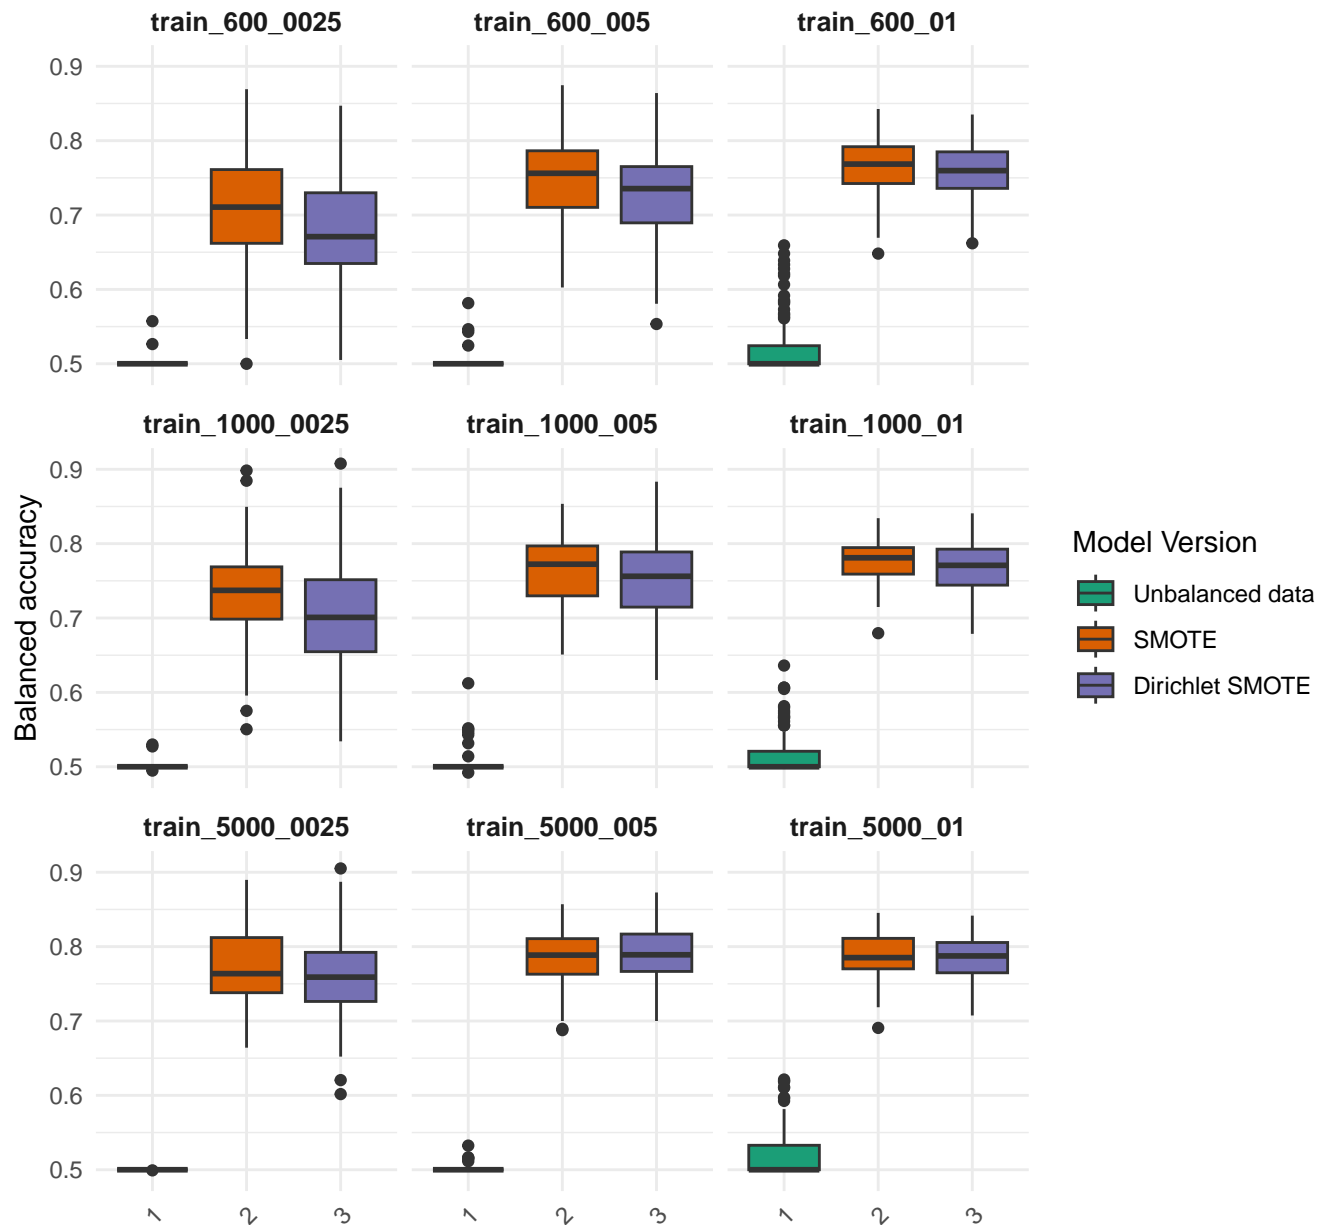 train_600_0025 train_600_005 train_600_01
0.9
0.8
0.7
0.6
0.5
train_1000_0025 train_1000_005 train_1000_01
0.9
0.8
0.7
0.6
0.5
train_5000_0025 train_5000_005 train_5000_01
0.9
0.8
0.7
0.6
0.5
1 2 3 1 2 3 1 2 3
Balanced accuracy
Model Version
Unbalanced data
SMOTE
Dirichlet SMOTE